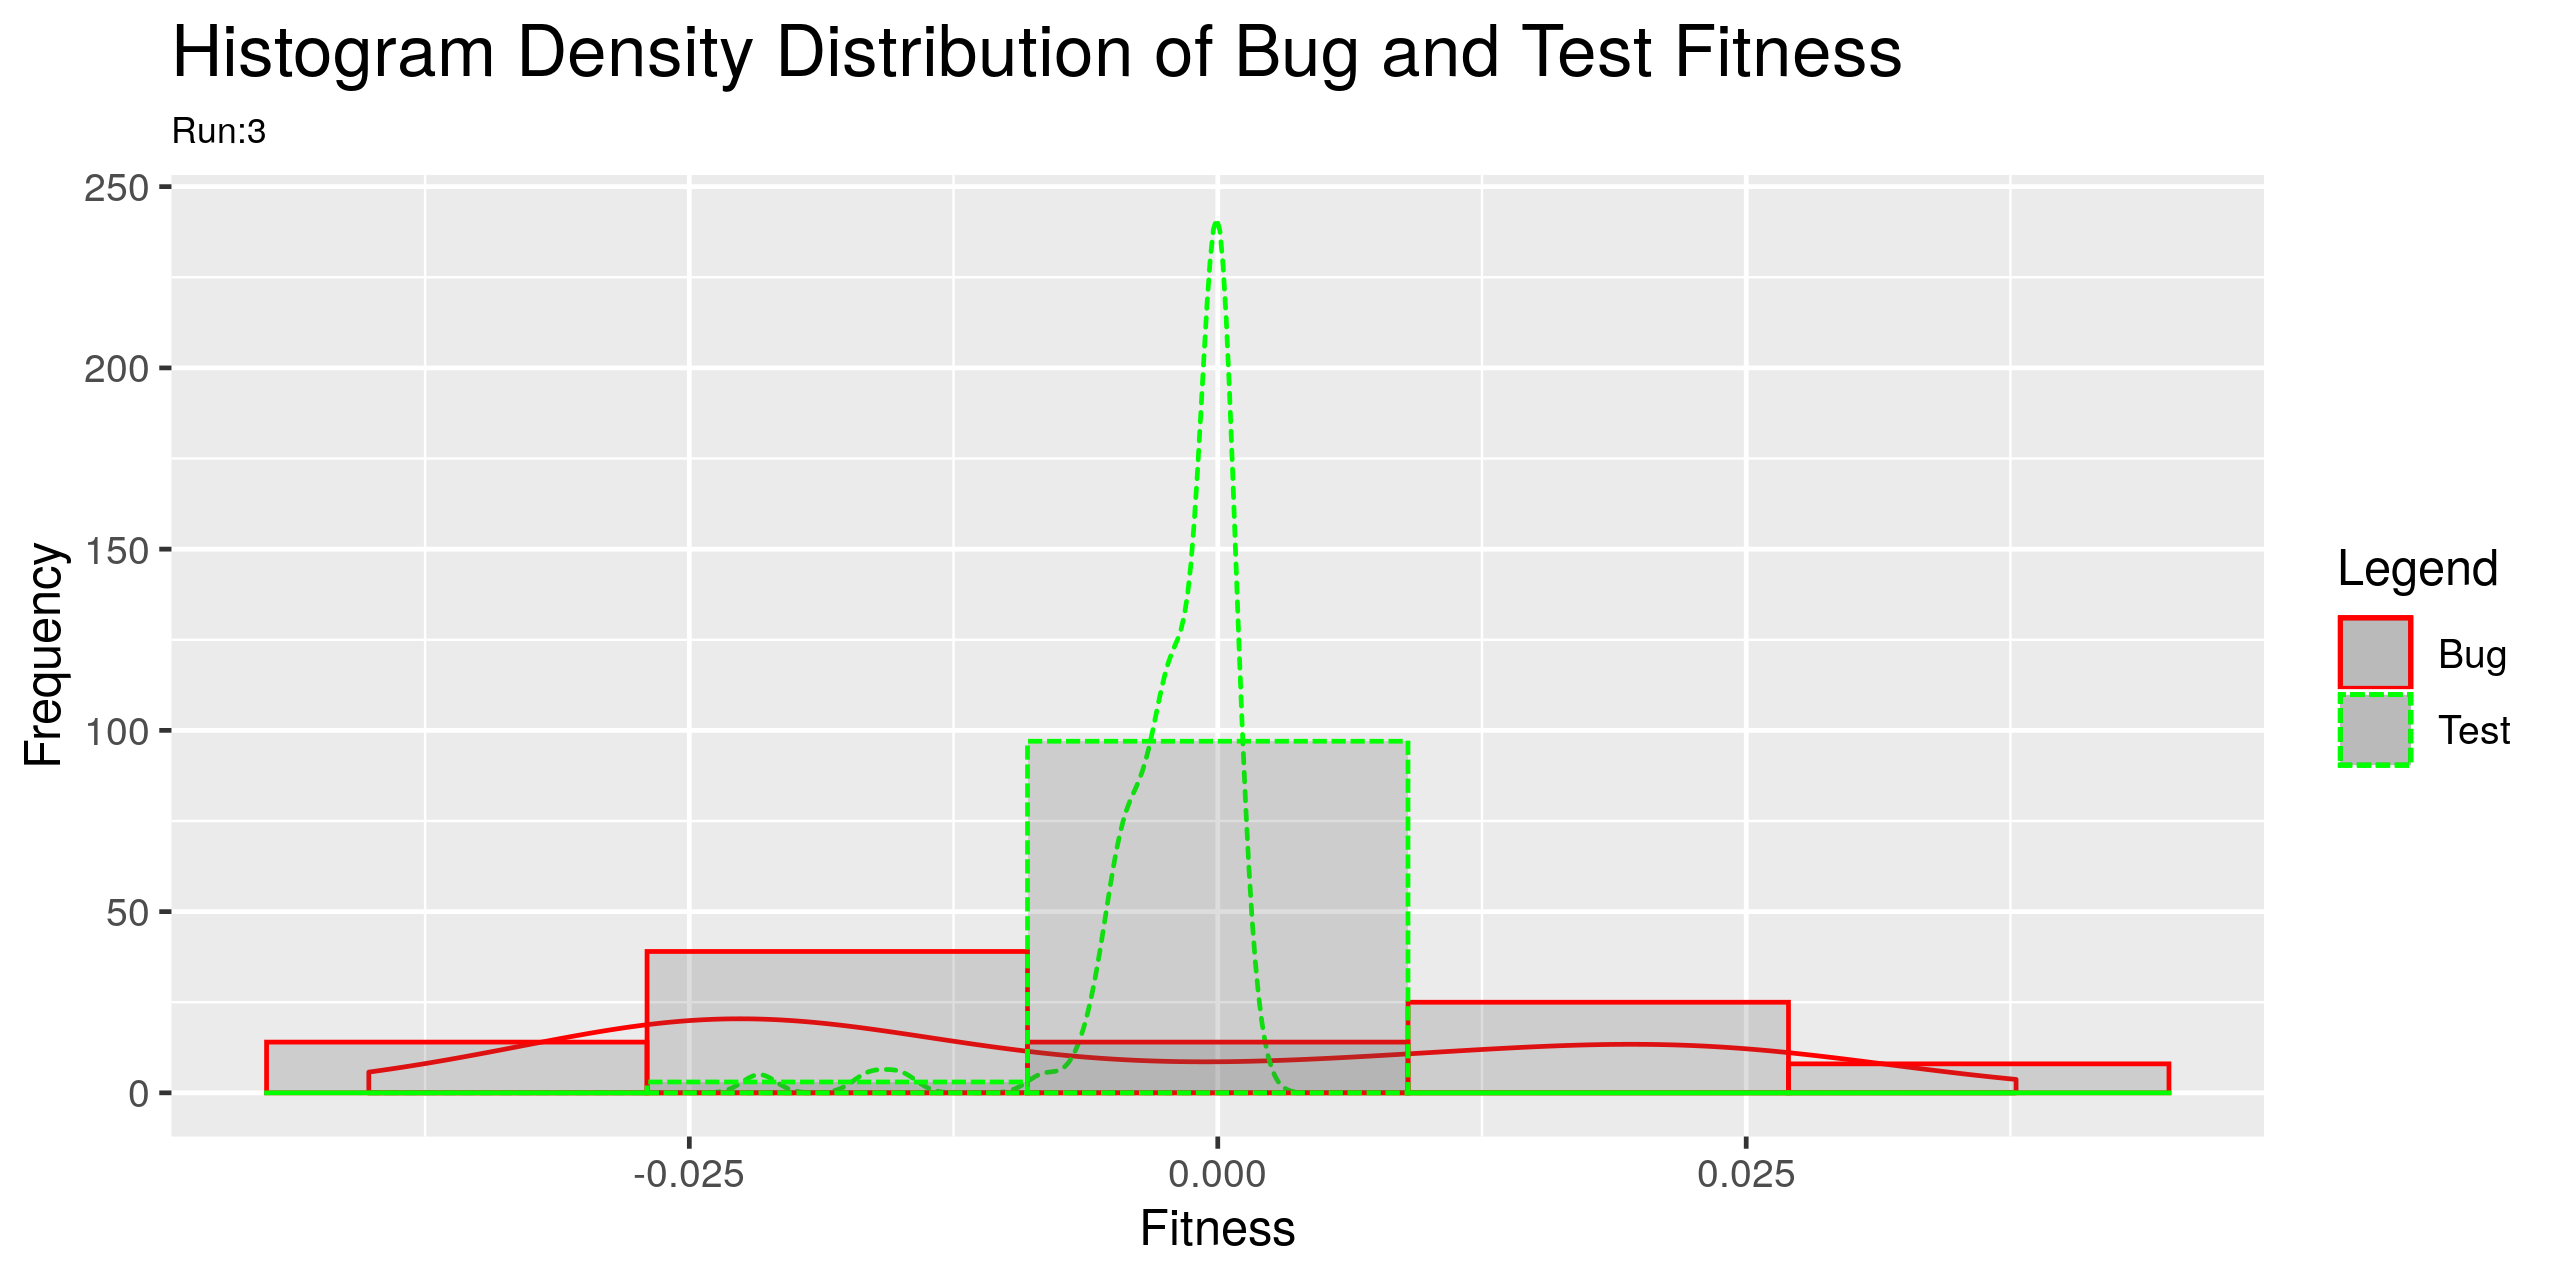 Histogram Density Distribution of Bug and Test Fitness
Run:3
250
200
150
100
50
0
Frequency
-0.025
0.000
0.025
Fitness
Legend
Bug
Test